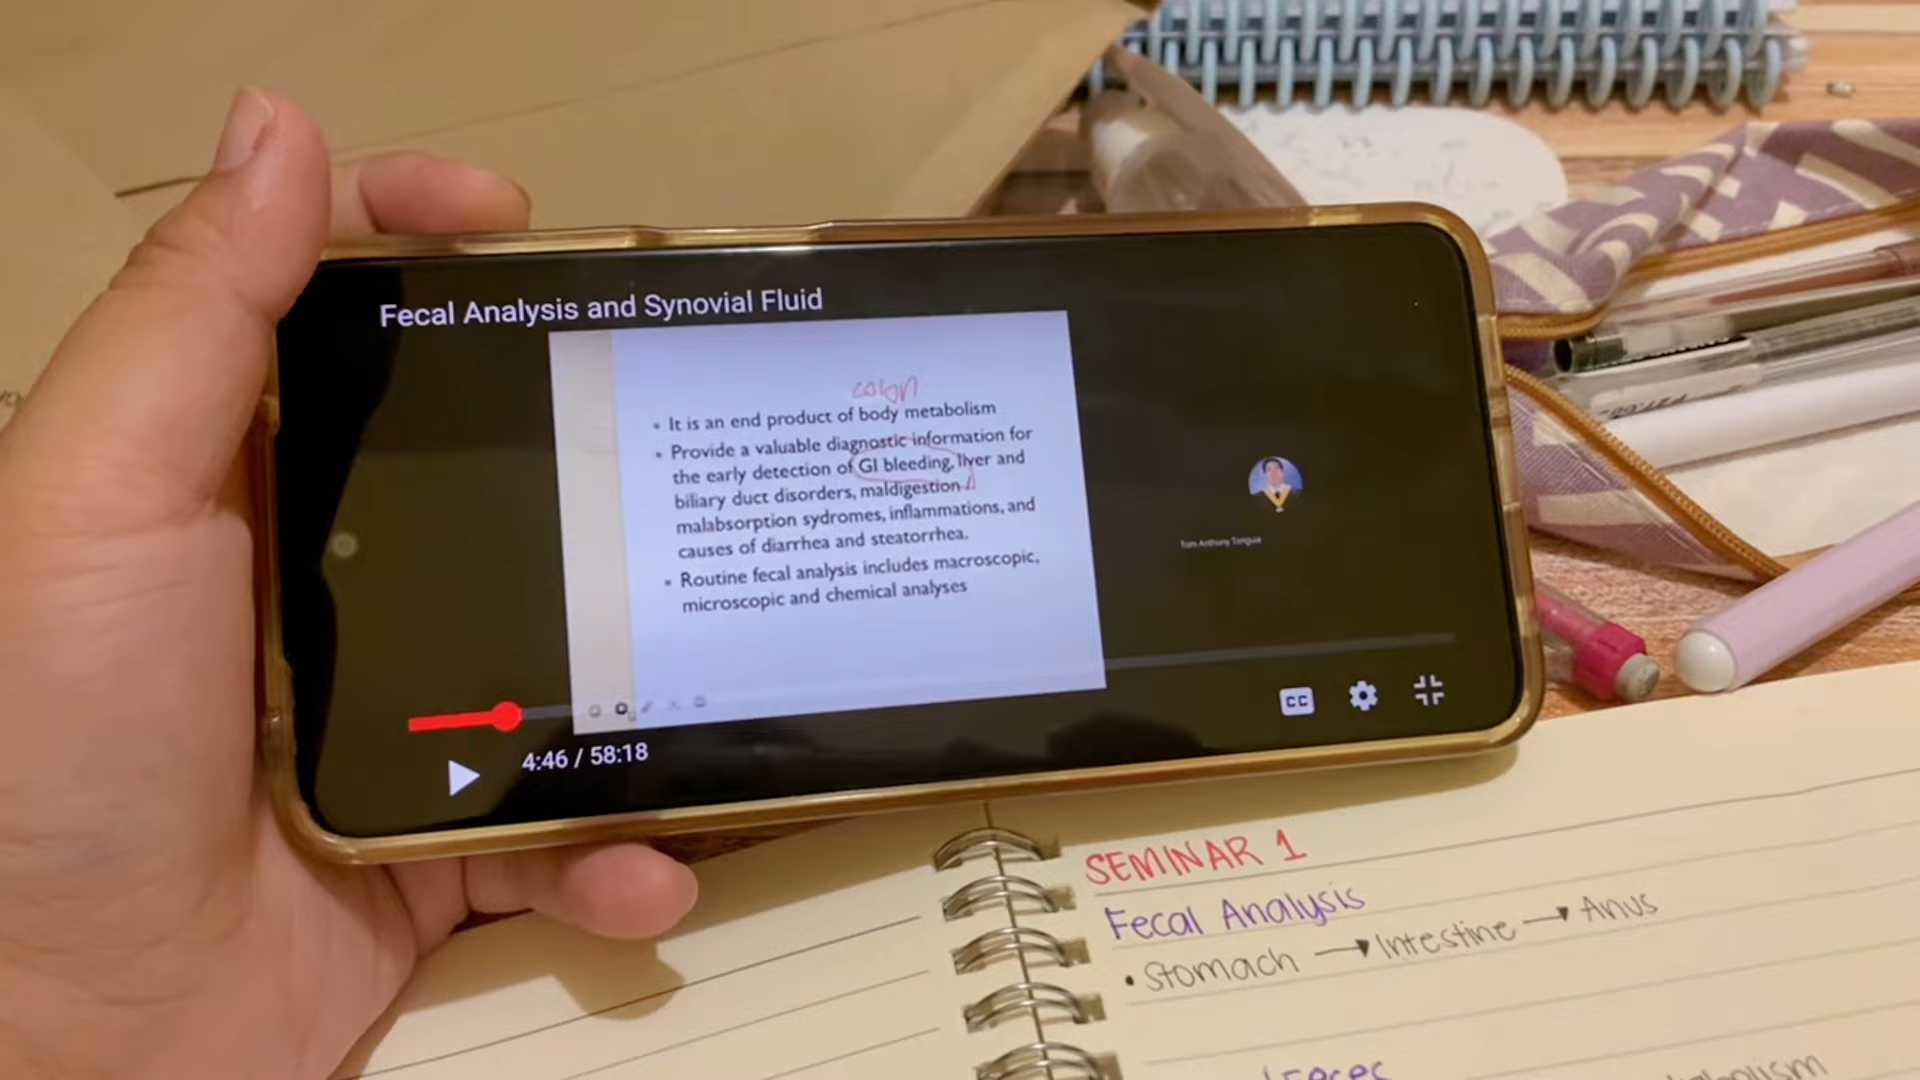 Fecal Analysis and Synovial Fluid
colon
• It is an end product of body metabolism
• Provide a valuable diagnostic information for
the early detection of GI bleeding, liver and
biliary duct disorders, maldigestion /
malabsorption sydromes, inflammations, and
causes of diarrhea and steatorrhea.
• Routine fecal analysis includes macroscopic,
microscopic and chemical analyses
Tom Anthony
CC
4:46 / 58:18
SEMINAR 1
Fecal Analysis
• Stomach → Intestine → Anus
Feces